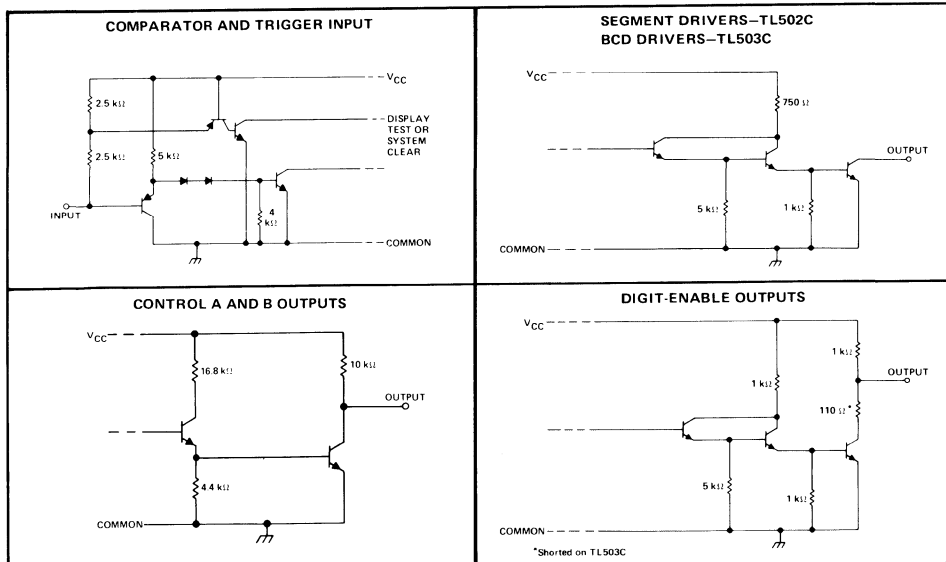 COMPARATOR AND TRIGGER INPUT
VCC
2.5 kΩ
DISPLAY
TEST OR
SYSTEM
CLEAR
2.5 kΩ
5 kΩ
INPUT
4
kΩ
COMMON
SEGMENT DRIVERS–TL502C
BCD DRIVERS–TL503C
VCC
750 Ω
OUTPUT
5 kΩ
1 kΩ
COMMON
CONTROL A AND B OUTPUTS
VCC
16.8 kΩ
10 kΩ
OUTPUT
4.4 kΩ
COMMON
DIGIT-ENABLE OUTPUTS
VCC
1 kΩ
OUTPUT
1 kΩ
110 Ω*
5 kΩ
1 kΩ
COMMON
*Shorted on TL503C